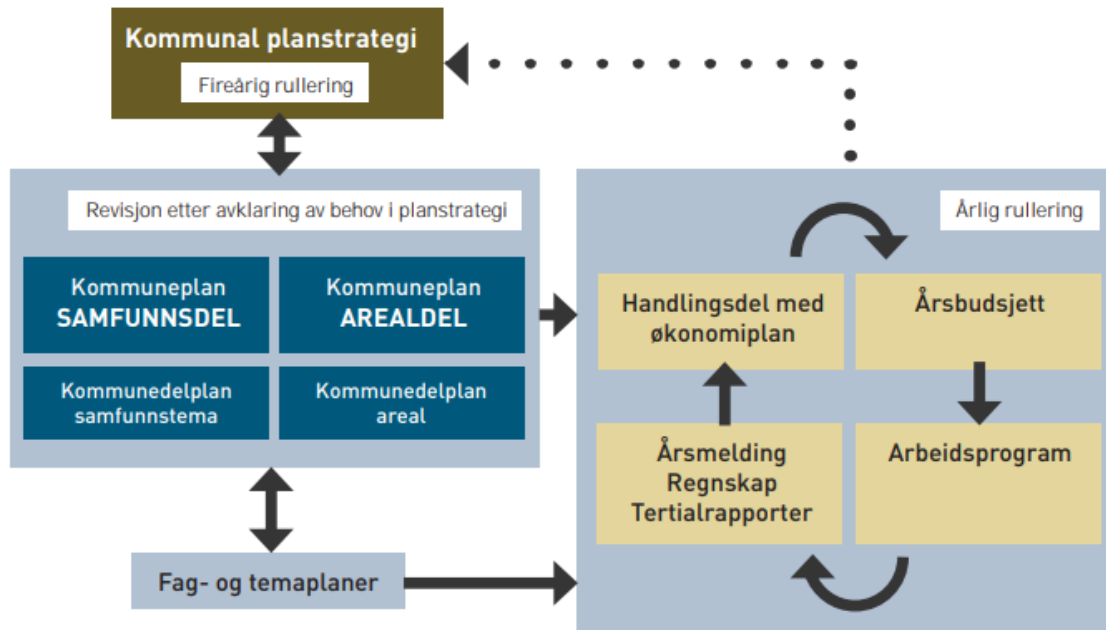 Kommunal planstrategi
Fireårig rullering
Revisjon etter avklaring av behov i planstrategi
Kommuneplan
SAMFUNNSDEL
Kommuneplan
AREALDEL
Kommunedelplan
samfunnstema
Kommunedelplan
areal
Fag- og temaplaner
Årlig rullering
Handlingsdel med
økonomiplan
Årsbudsjett
Årsmelding
Regnskap
Tertialrapporter
Arbeidsprogram